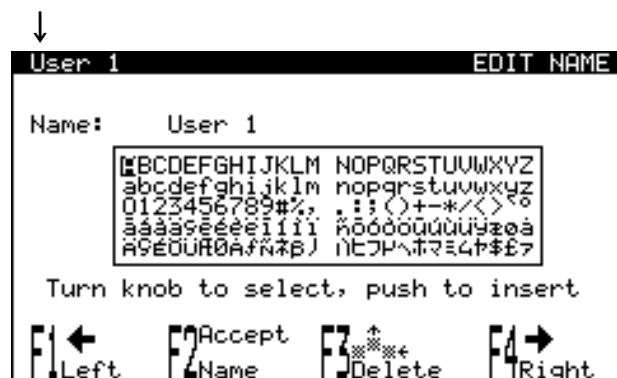 User 1 EDIT NAME
Name: User 1
ABCDEFGHIJKLM NOPQRSTUVWXYZ
abcdefghijklm nopqrstuvwxyz
0123456789#%, .:;()+-*/<>
Turn knob to select, push to insert
F1 Left F2 Accept Name F3 Delete F4 Right